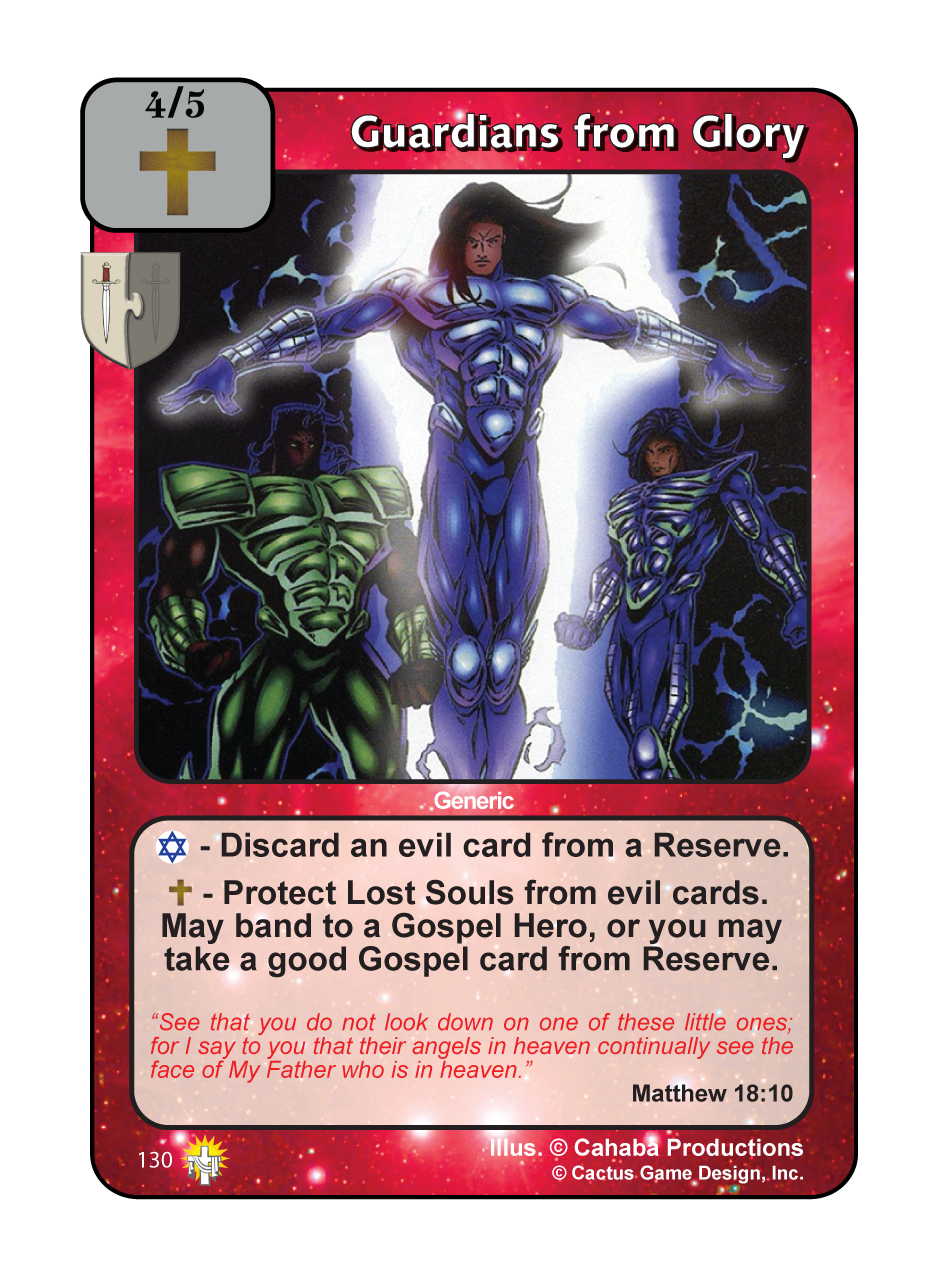 4/5
Guardians from Glory
Generic
- Discard an evil card from a Reserve.
- Protect Lost Souls from evil cards.
May band to a Gospel Hero, or you may
take a good Gospel card from Reserve.
“See that you do not look down on one of these little ones;
for I say to you that their angels in heaven continually see the
face of My Father who is in heaven.”
Matthew 18:10
130
Illus. © Cahaba Productions
© Cactus Game Design, Inc.